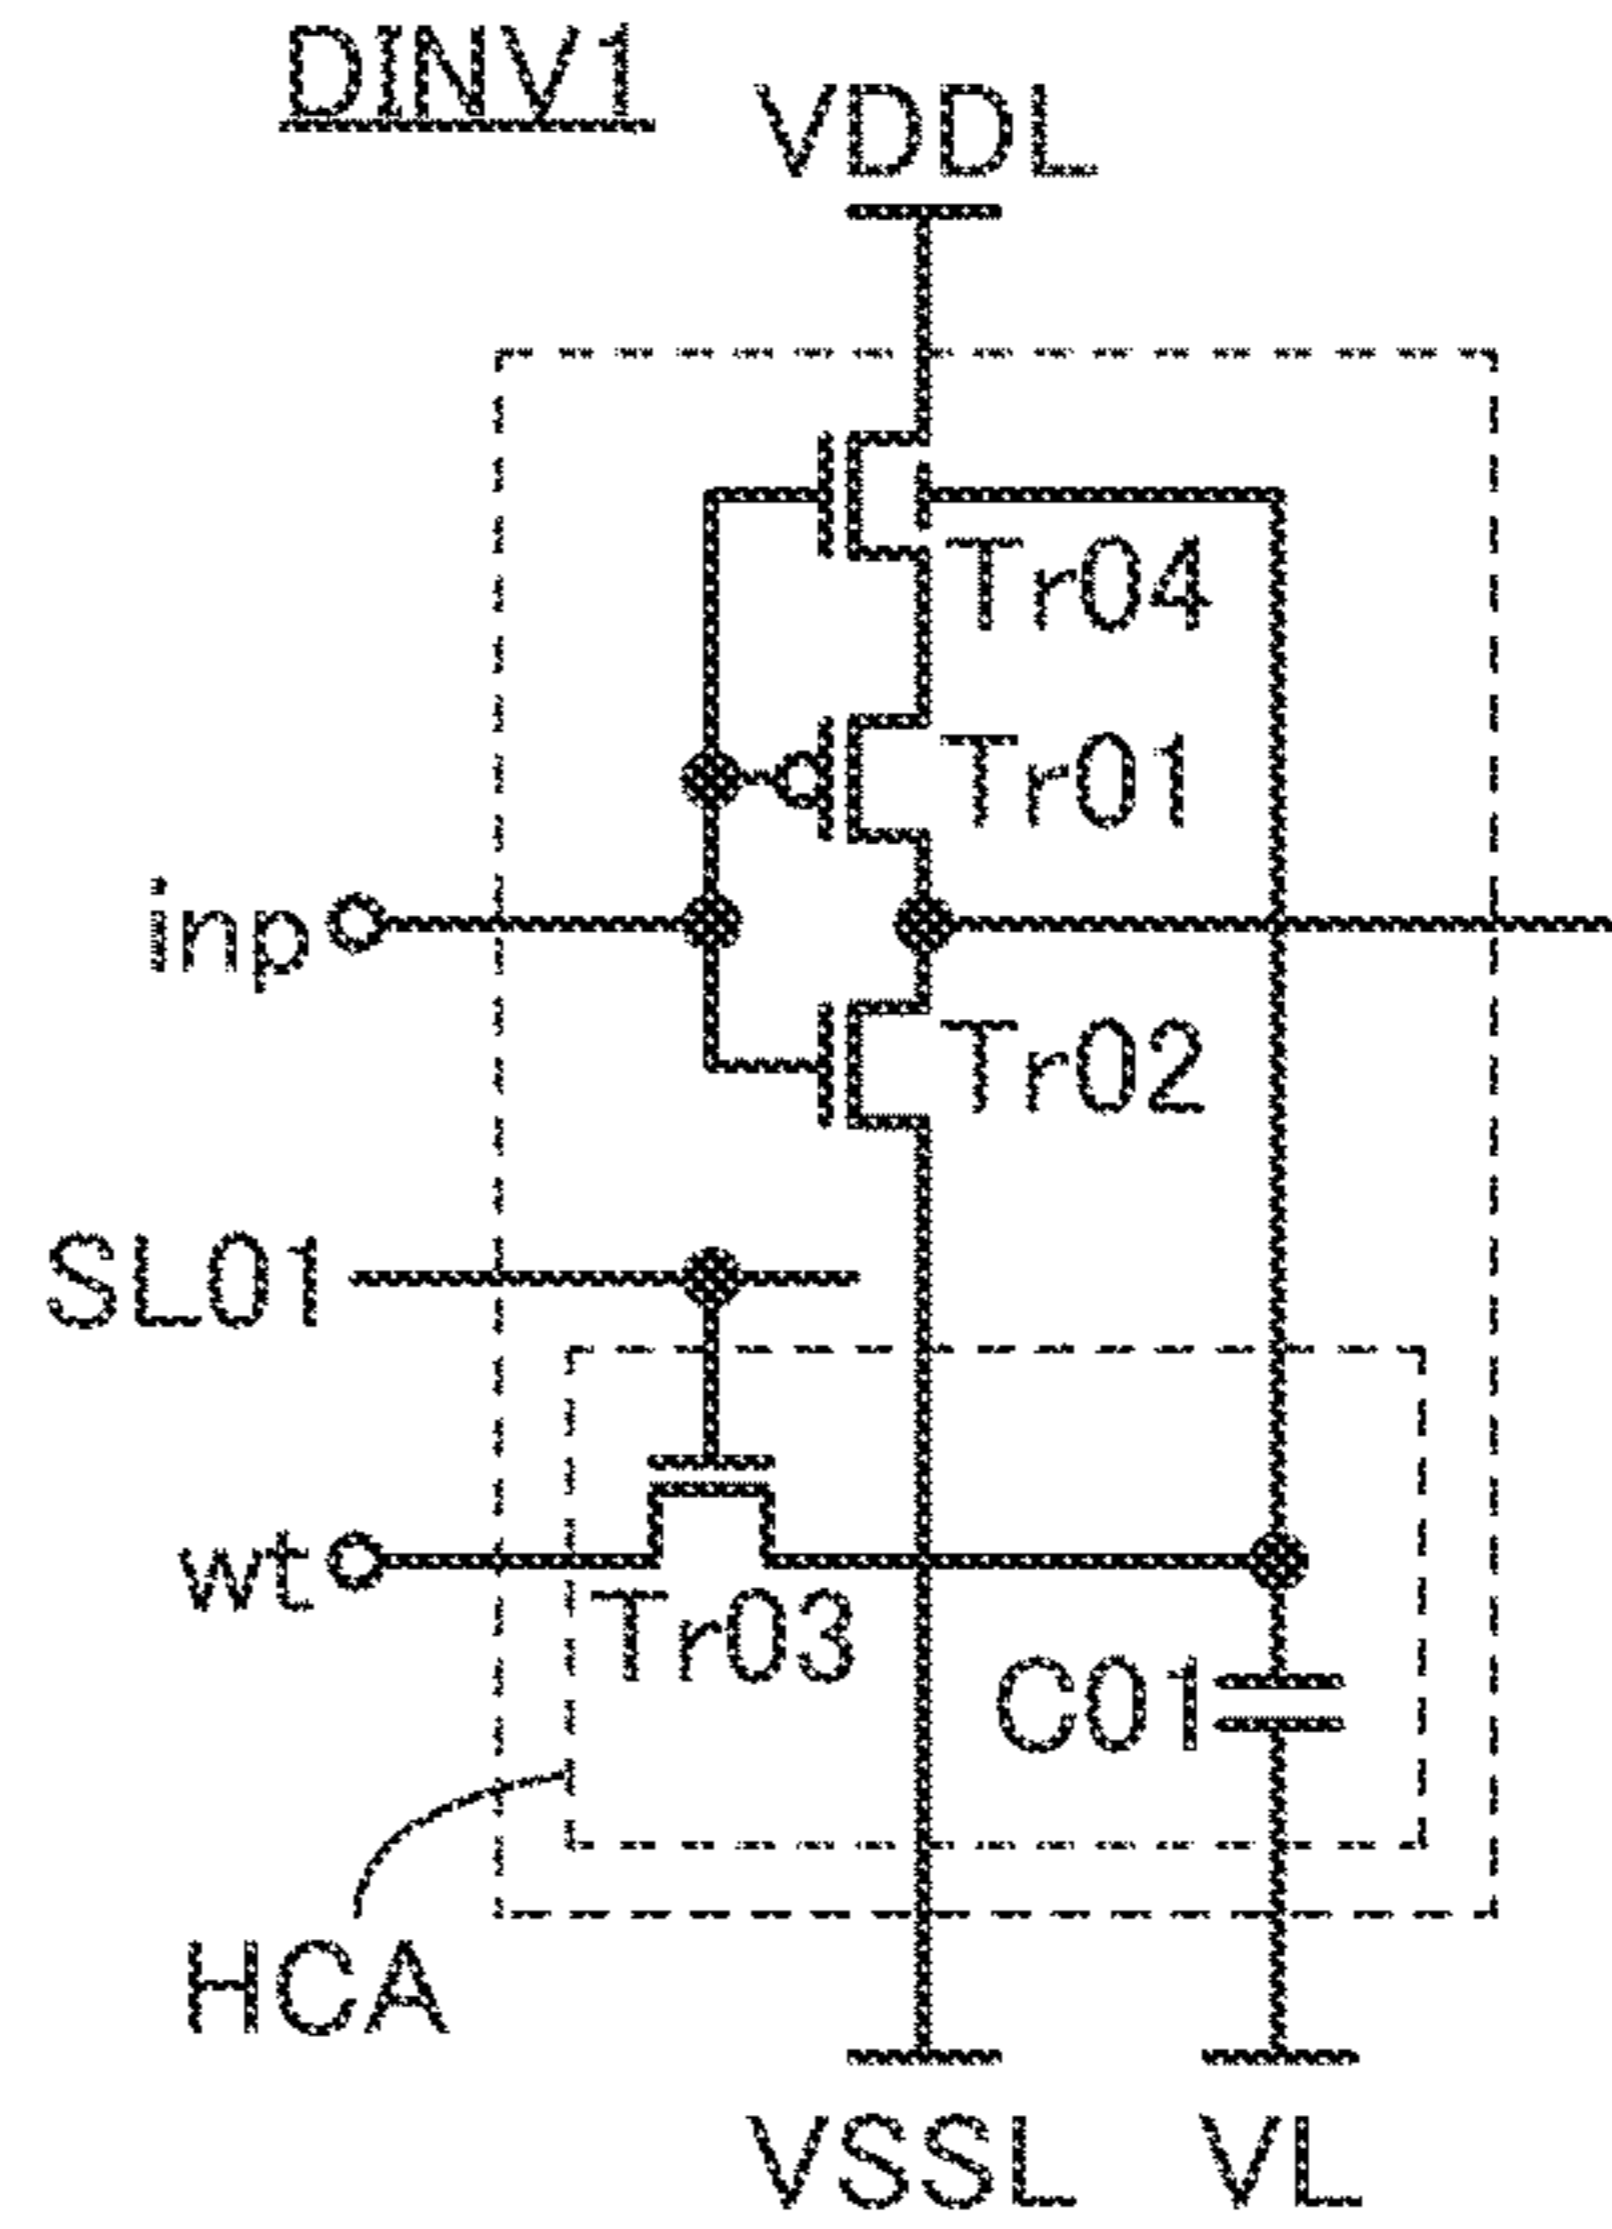 DINV1
VDDL
Tr04
Tr01
inp
Tr02
SL01
wt
Tr03
C01
HCA
VSSL
VL